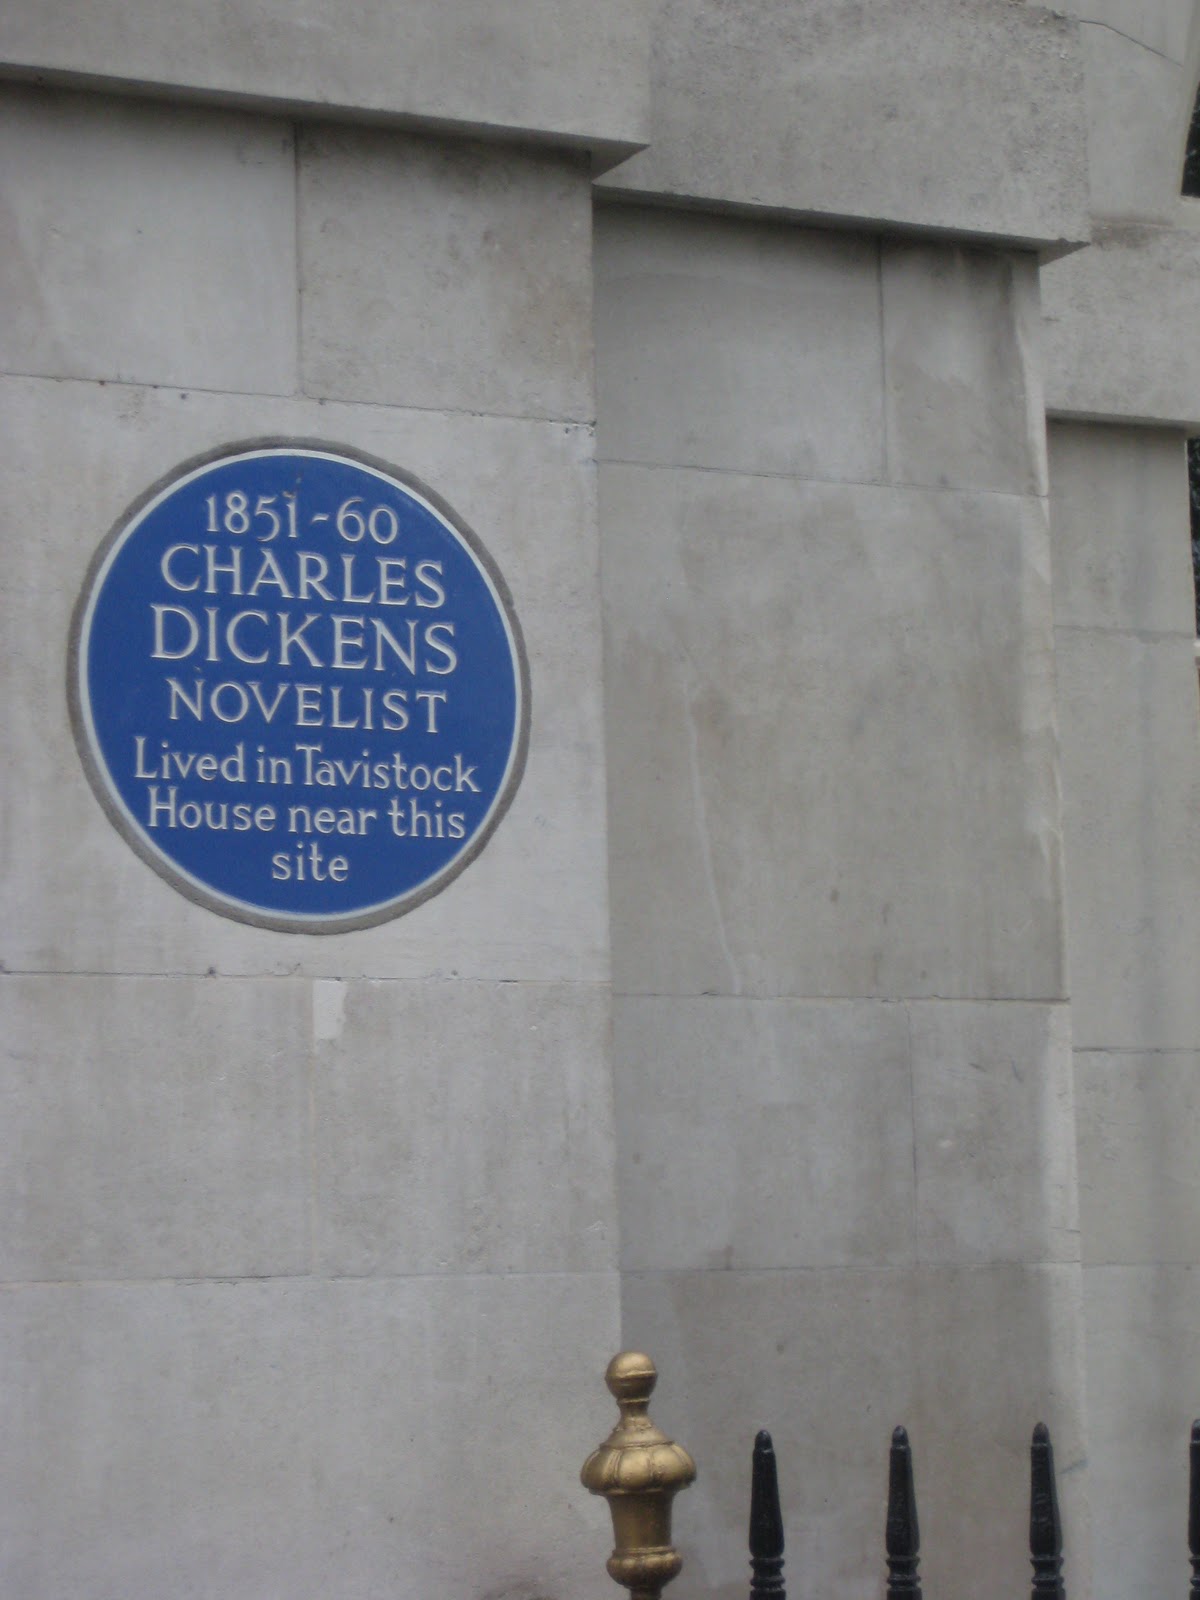 1851-60
CHARLES
DICKENS
NOVELIST
Lived in Tavistock
House near this
site